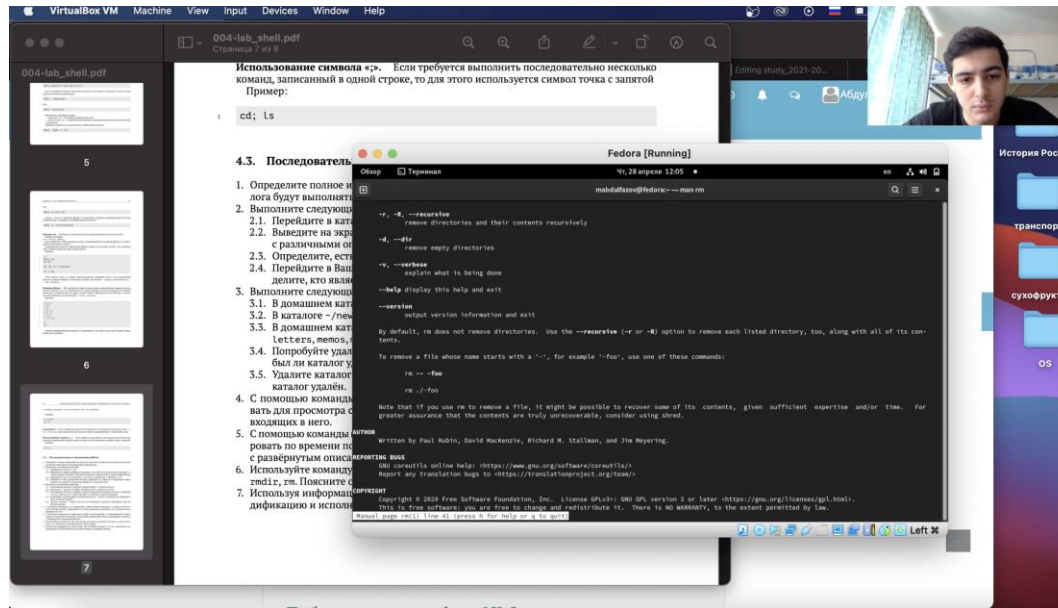 VirtualBox VM Machine View Input Devices Window Help
004-lab_shell.pdf
Страница 7 из 8
004-lab_shell.pdf
5
6
7
Использование символа «;». Если требуется выполнить последовательно несколько
команд, записанный в одной строке, то для этого используется символ точка с запятой
Пример:
1 cd; ls
4.3. Последователь
1. Определите полное и
лога будут выполнять
2. Выполните следующи
2.1. Перейдите в ката
2.2. Выведите на экра
с различными оп
2.3. Определите, есть
2.4. Перейдите в Ваш
делите, кто являе
3. Выполните следующи
3.1. В домашнем ката
3.2. В каталоге ~/new
3.3. В домашнем ката
letters, memos,
3.4. Попробуйте удал
был ли каталог у
3.5. Удалите каталог
каталог удалён.
4. С помощью команды
вать для просмотра с
входящих в него.
5. С помощью команды
ровать по времени по
с развёрнутым описа
6. Используйте команду
rmdir, rm. Поясните о
7. Используя информац
дификацию и исполн
Editing study_2021-20...
Абдул
Fedora [Running]
Обзор Терминал Чт, 28 апреля 12:05 en
mabdalfazov@fedora:~ — man rm
-r, -R, --recursive
remove directories and their contents recursively
-d, --dir
remove empty directories
-v, --verbose
explain what is being done
--help display this help and exit
--version
output version information and exit
By default, rm does not remove directories. Use the --recursive (-r or -R) option to remove each listed directory, too, along with all of its con-
tents.
To remove a file whose name starts with a '-', for example '-foo', use one of these commands:
rm -- -foo
rm ./-foo
Note that if you use rm to remove a file, it might be possible to recover some of its contents, given sufficient expertise and/or time. For
greater assurance that the contents are truly unrecoverable, consider using shred.
AUTHOR
Written by Paul Rubin, David MacKenzie, Richard M. Stallman, and Jim Meyering.
REPORTING BUGS
GNU coreutils online help: <https://www.gnu.org/software/coreutils/>
Report any translation bugs to <https://translationproject.org/team/>
COPYRIGHT
Copyright © 2020 Free Software Foundation, Inc. License GPLv3+: GNU GPL version 3 or later <https://gnu.org/licenses/gpl.html>.
This is free software: you are free to change and redistribute it. There is NO WARRANTY, to the extent permitted by law.
Manual page rm(1) line 41 (press h for help or q to quit)
Left ⌘
История Рос
транспор
сухофрук
OS